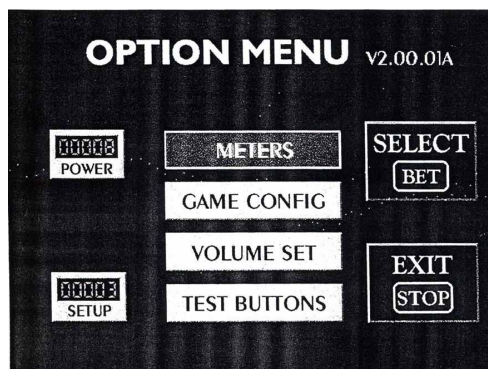 OPTION MENU V2.00.01A
00008
POWER
METERS
GAME CONFIG
VOLUME SET
TEST BUTTONS
SELECT
BET
00003
SETUP
EXIT
STOP